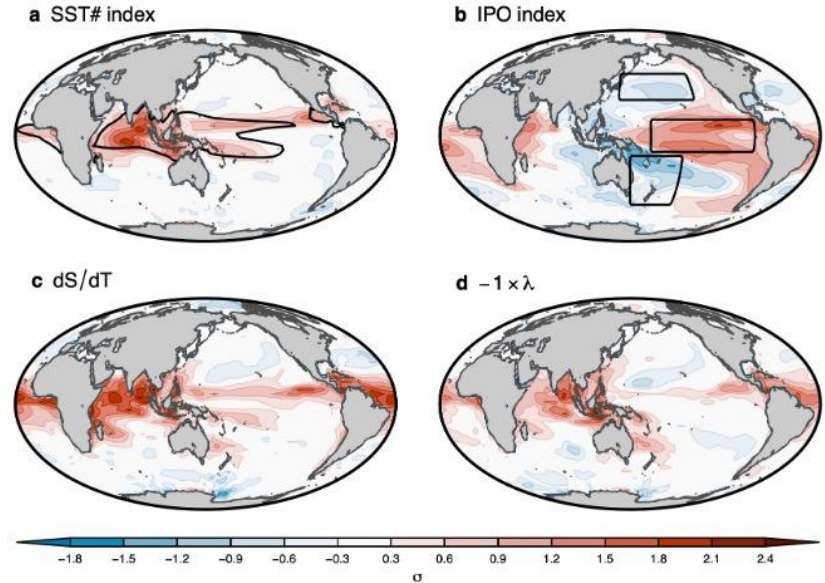 a SST# index
b IPO index
c dS/dT
d −1 × λ
−1.8 −1.5 −1.2 −0.9 −0.6 −0.3 0.3 0.6 0.9 1.2 1.5 1.8 2.1 2.4
σ